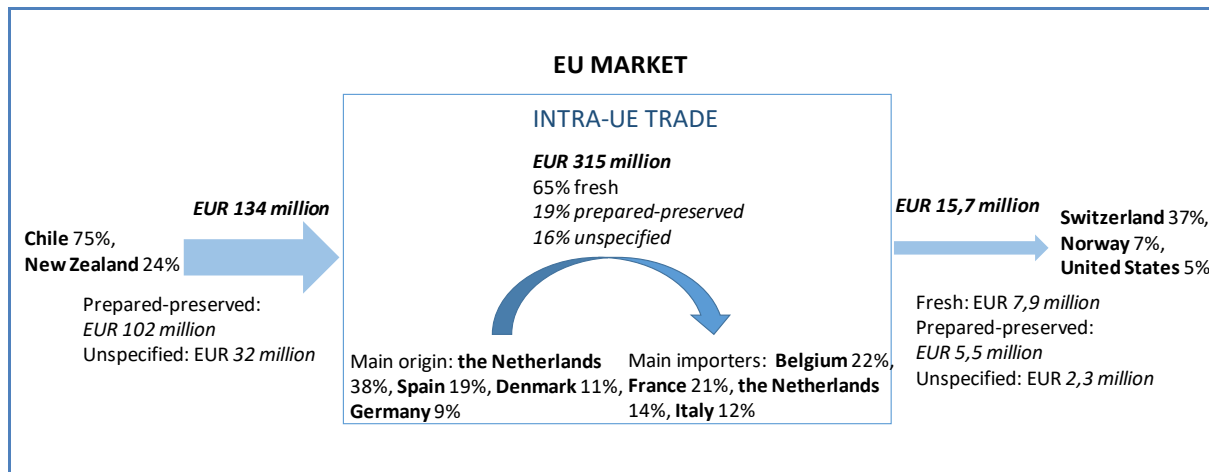 EU MARKET
INTRA-UE TRADE
EUR 315 million
65% fresh
19% prepared-preserved
16% unspecified
EUR 134 million
Chile 75%,
New Zealand 24%
Prepared-preserved:
EUR 102 million
Unspecified: EUR 32 million
Main origin: the Netherlands
38%, Spain 19%, Denmark 11%,
Germany 9%
Main importers: Belgium 22%,
France 21%, the Netherlands
14%, Italy 12%
EUR 15,7 million
Switzerland 37%,
Norway 7%,
United States 5%
Fresh: EUR 7,9 million
Prepared-preserved:
EUR 5,5 million
Unspecified: EUR 2,3 million